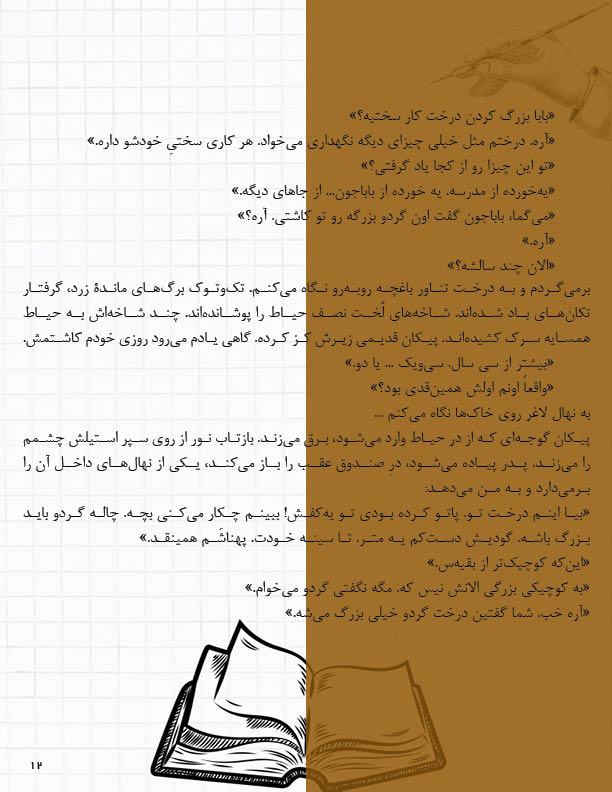 «بابا بزرگ کردن درخت کار سختیه؟»
«آره. درختم مثل خیلی چیزای دیگه نگهداری می‌خواد. هر کاری سختیِ خودشو داره.»
«تو این چیزا رو از کجا یاد گرفتی؟»
«یه‌خورده از مدرسه. یه خورده از باباجون... از جاهای دیگه.»
«می‌گما، باباجون گفت اون گردو بزرگه رو تو کاشتی. آره؟»
«آره.»
«الان چند سالشه؟»
برمی‌گردم و به درخت تناور باغچه روبه‌رو نگاه می‌کنم. تک‌وتوک برگ‌های ماندهٔ زرد، گرفتار
تکان‌های باد شده‌اند. شاخه‌های لُخت نصف حیاط را پوشانده‌اند. چند شاخه‌اش به حیاط
همسایه سرک کشیده‌اند. پیکان قدیمی زیرش کز کرده. گاهی یادم می‌رود روزی خودم کاشتمش.
«بیشتر از سی سال. سی‌ویک ... یا دو.»
«واقعاً اونم اولش همین‌قدی بود؟»
به نهال لاغر روی خاک‌ها نگاه می‌کنم ...
پیکان گوجه‌ای که از در حیاط وارد می‌شود، برق می‌زند. بازتاب نور از روی سپر استیلش چشمم
را می‌زند. پدر پیاده می‌شود، درِ صندوق عقب را باز می‌کند، یکی از نهال‌های داخل آن را
برمی‌دارد و به من می‌دهد:
«بیا اینم درخت تو. پاتو کرده بودی تو یه‌کفش! ببینم چکار می‌کنی بچه. چاله گردو باید
بزرگ باشه. گودیش دست‌کم یه متر. تا سینه خودت. پهناشَم همینقد.»
«این‌که کوچیک‌تر از بقیه‌س.»
«به کوچیکی بزرگی الانش نیس که. مگه نگفتی گردو می‌خوام.»
«آره خب. شما گفتین درخت گردو خیلی بزرگ می‌شه.»
۱۲